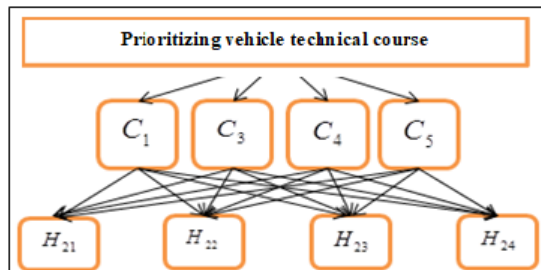 Prioritizing vehicle technical course
C₁ C₃ C₄ C₅
H₂₁ H₂₂ H₂₃ H₂₄